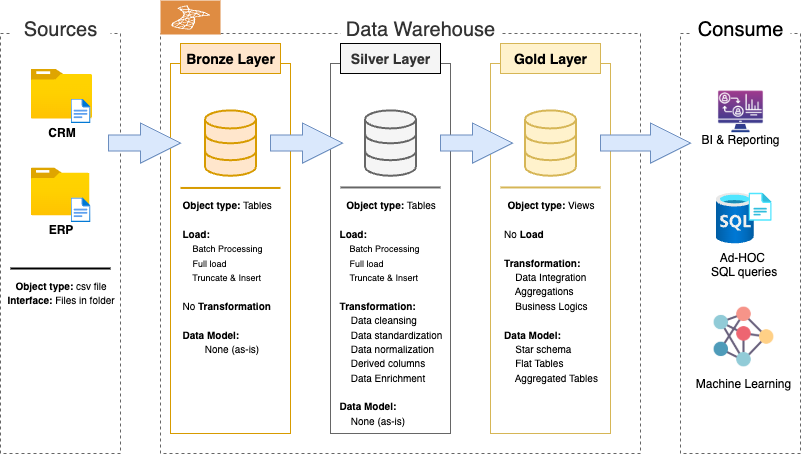 Sources
CRM
ERP
Object type: csv file
Interface: Files in folder
Data Warehouse
Bronze Layer
Object type: Tables
Load:
Batch Processing
Full load
Truncate & Insert
No Transformation
Data Model:
None (as-is)
Silver Layer
Object type: Tables
Load:
Batch Processing
Full load
Truncate & Insert
Transformation:
Data cleansing
Data standardization
Data normalization
Derived columns
Data Enrichment
Data Model:
None (as-is)
Gold Layer
Object type: Views
No Load
Transformation:
Data Integration
Aggregations
Business Logics
Data Model:
Star schema
Flat Tables
Aggregated Tables
Consume
BI & Reporting
SQL
Ad-HOC
SQL queries
Machine Learning